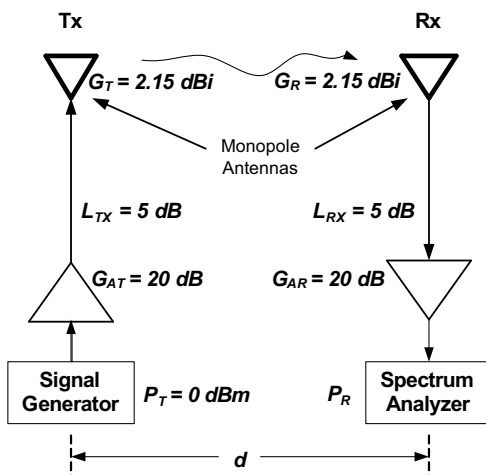 Tx
Rx
G_T = 2.15 dBi
G_R = 2.15 dBi
Monopole
Antennas
L_TX = 5 dB
L_RX = 5 dB
G_AT = 20 dB
G_AR = 20 dB
Signal
Generator
P_T = 0 dBm
P_R
Spectrum
Analyzer
d